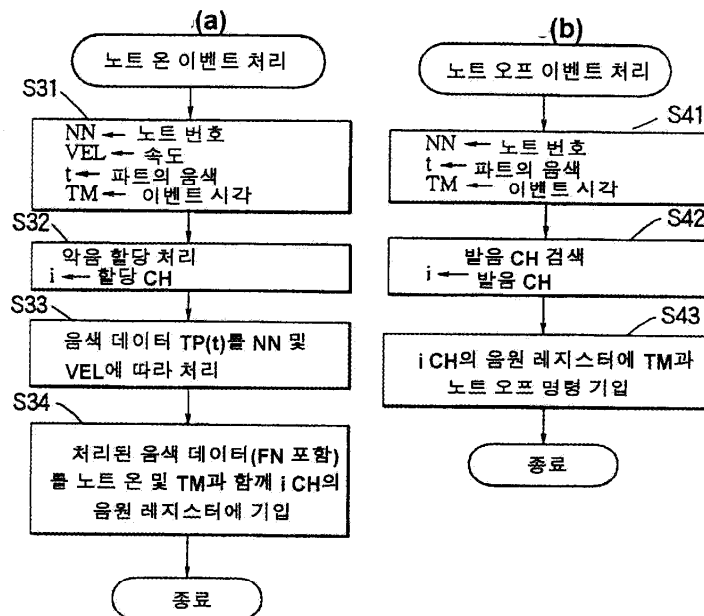 (a)
노트 온 이벤트 처리
S31
NN ← 노트 번호
VEL ← 속도
t ← 파트의 음색
TM ← 이벤트 시각
S32
악음 할당 처리
i ← 할당 CH
S33
음색 데이터 TP(t)를 NN 및
VEL에 따라 처리
S34
처리된 음색 데이터(FN 포함)
를 노트 온 및 TM과 함께 i CH의
음원 레지스터에 기입
종료
(b)
노트 오프 이벤트 처리
S41
NN ← 노트 번호
t ← 파트의 음색
TM ← 이벤트 시각
S42
발음 CH 검색
i ← 발음 CH
S43
i CH의 음원 레지스터에 TM과
노트 오프 명령 기입
종료